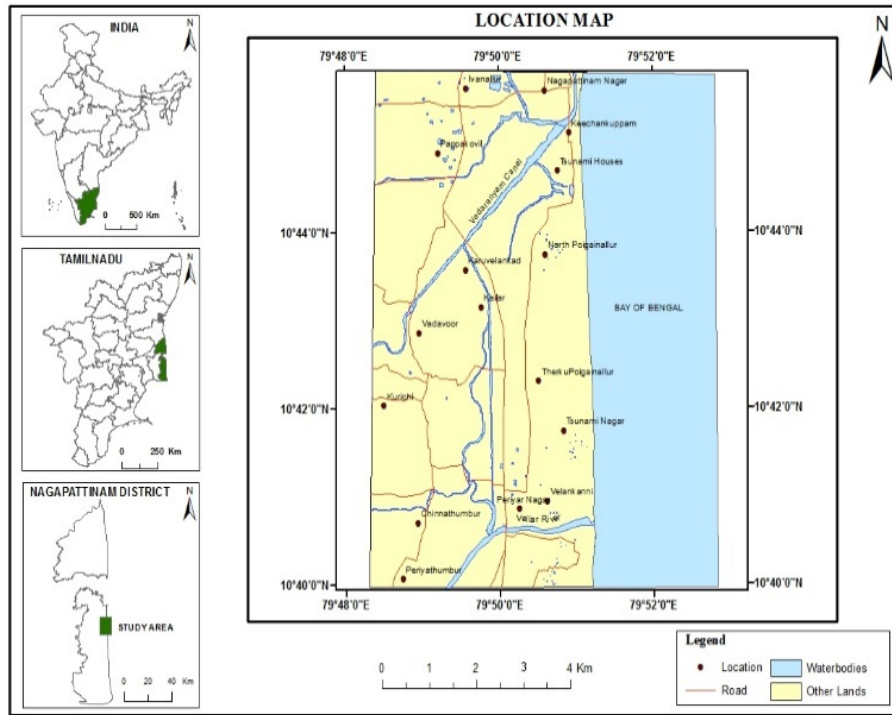 LOCATION MAP
INDIA
N
0 500 Km
TAMILNADU
N
0 250 Km
NAGAPATTINAM DISTRICT
N
STUDY AREA
0 20 40 Km
N
79°48'0"E 79°50'0"E 79°52'0"E
10°44'0"N 10°44'0"N
10°42'0"N 10°42'0"N
10°40'0"N 10°40'0"N
79°48'0"E 79°50'0"E 79°52'0"E
Ivanallur
Nagapattinam Nagar
Keechankuppam
Pappakovil
Tsunami Houses
Vedaranyam Canal
North Poigainallur
Karuvelankad
Kallar
BAY OF BENGAL
Vadavoor
TherkuPoigainallur
Kurichi
Tsunami Nagar
Velankanni
Periyar Nagar
Chinnathumbur
Vellar River
Periyathumbur
0 1 2 3 4 Km
Legend
Location
Waterbodies
Road
Other Lands